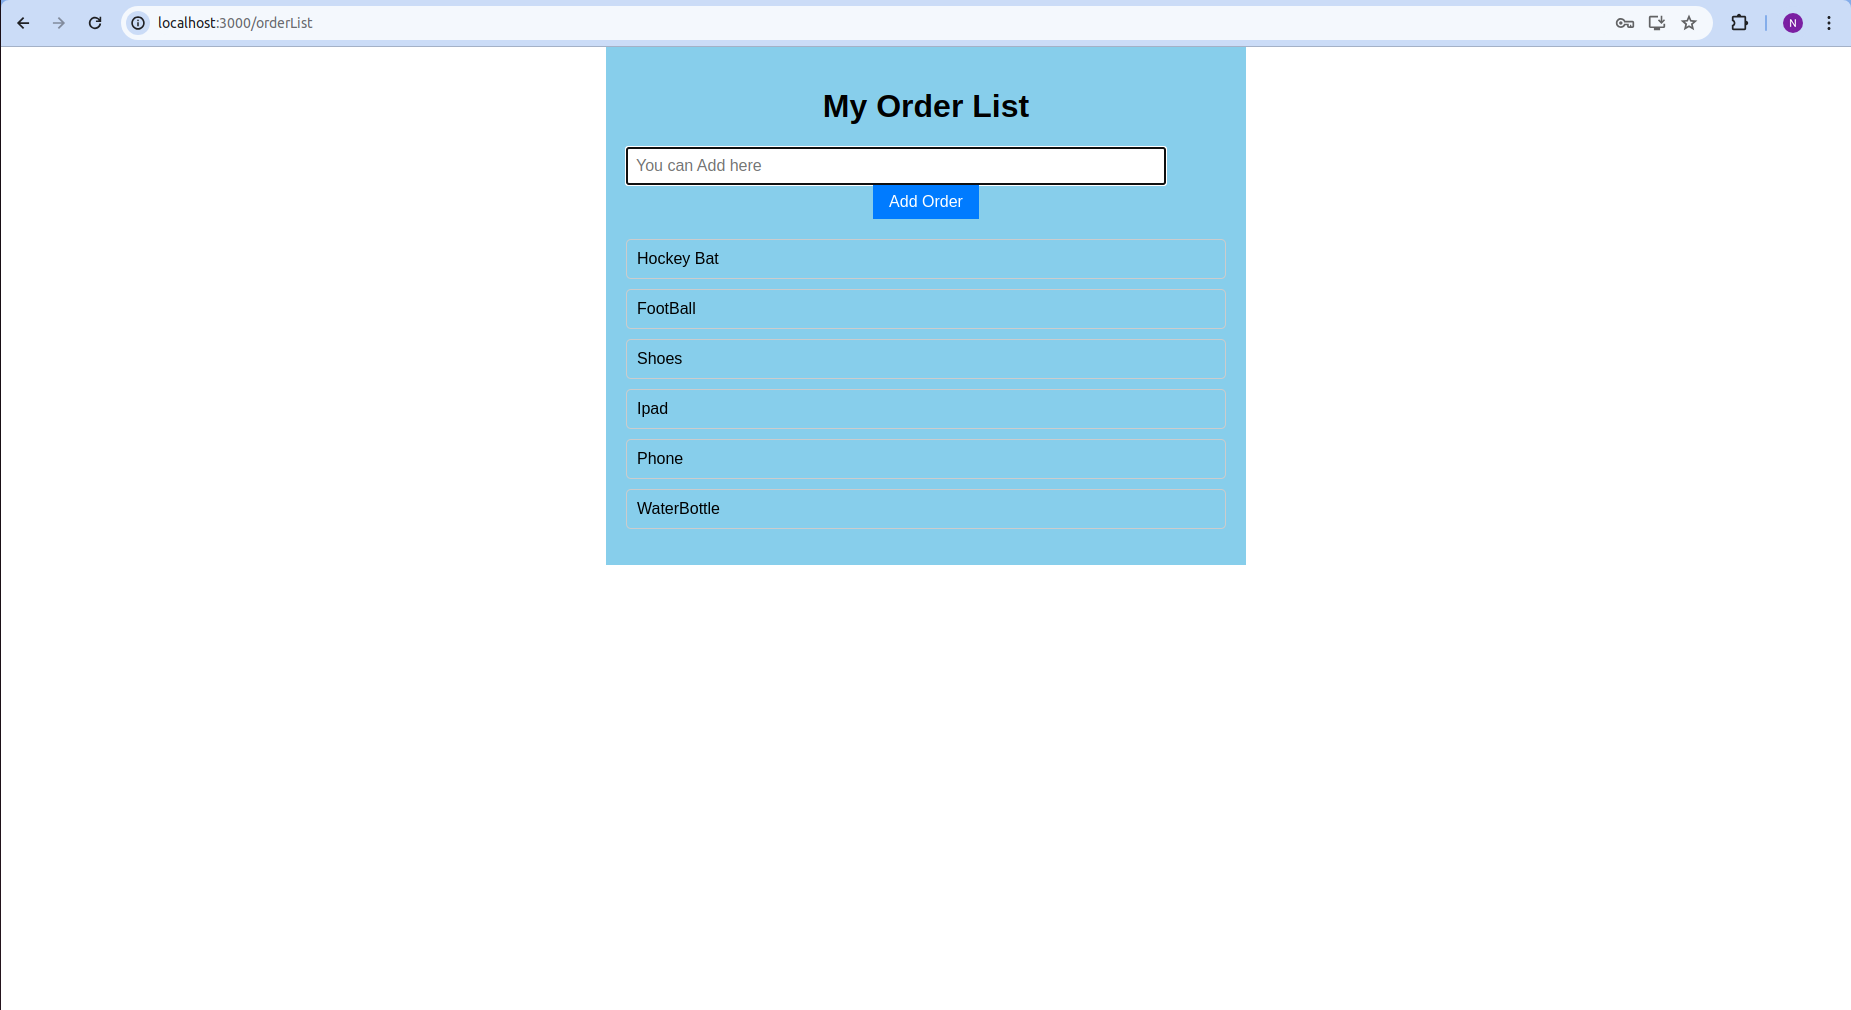 localhost:3000/orderList
N
My Order List
You can Add here
Add Order
Hockey Bat
FootBall
Shoes
Ipad
Phone
WaterBottle